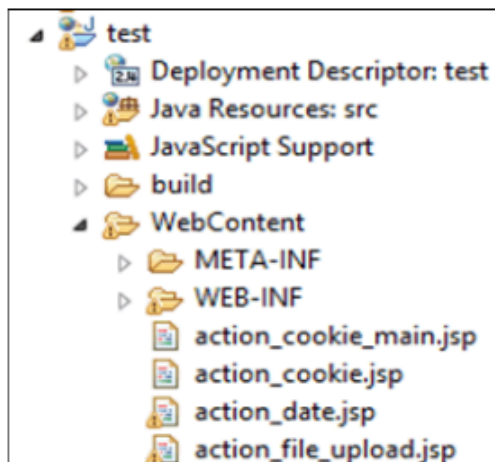 test
Deployment Descriptor: test
Java Resources: src
JavaScript Support
build
WebContent
META-INF
WEB-INF
action_cookie_main.jsp
action_cookie.jsp
action_date.jsp
action_file_upload.jsp